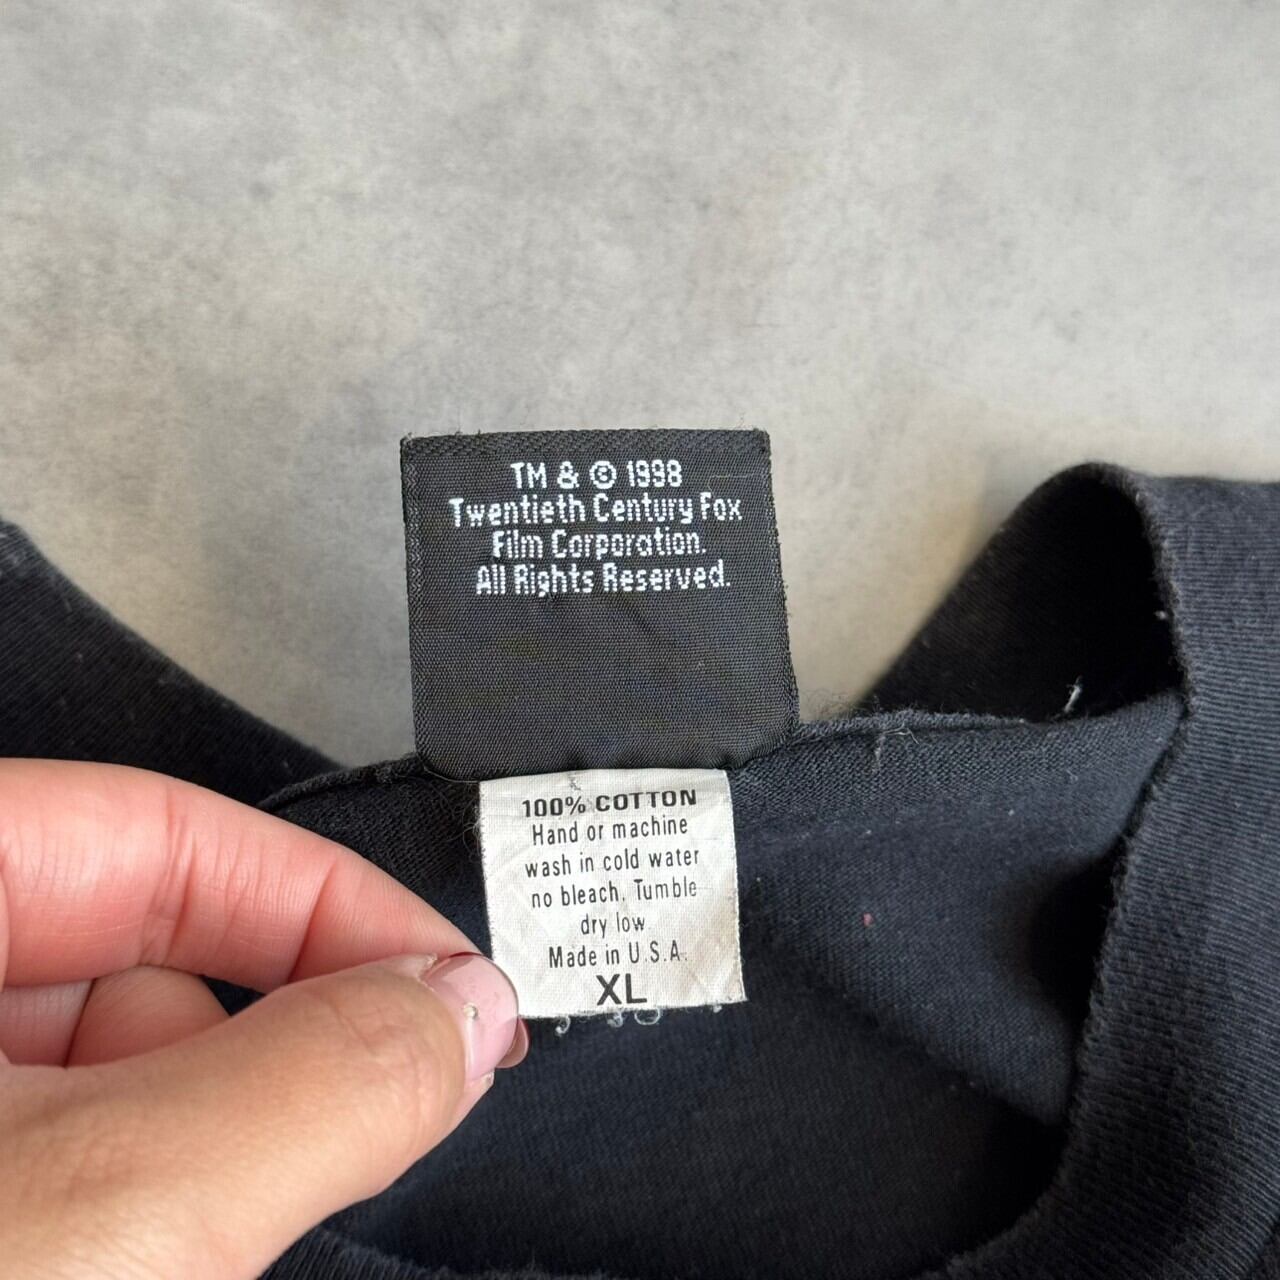 TM & © 1998
Twentieth Century Fox
Film Corporation.
All Rights Reserved.
100% COTTON
Hand or machine
wash in cold water
no bleach. Tumble
dry low
Made in U.S.A.
XL